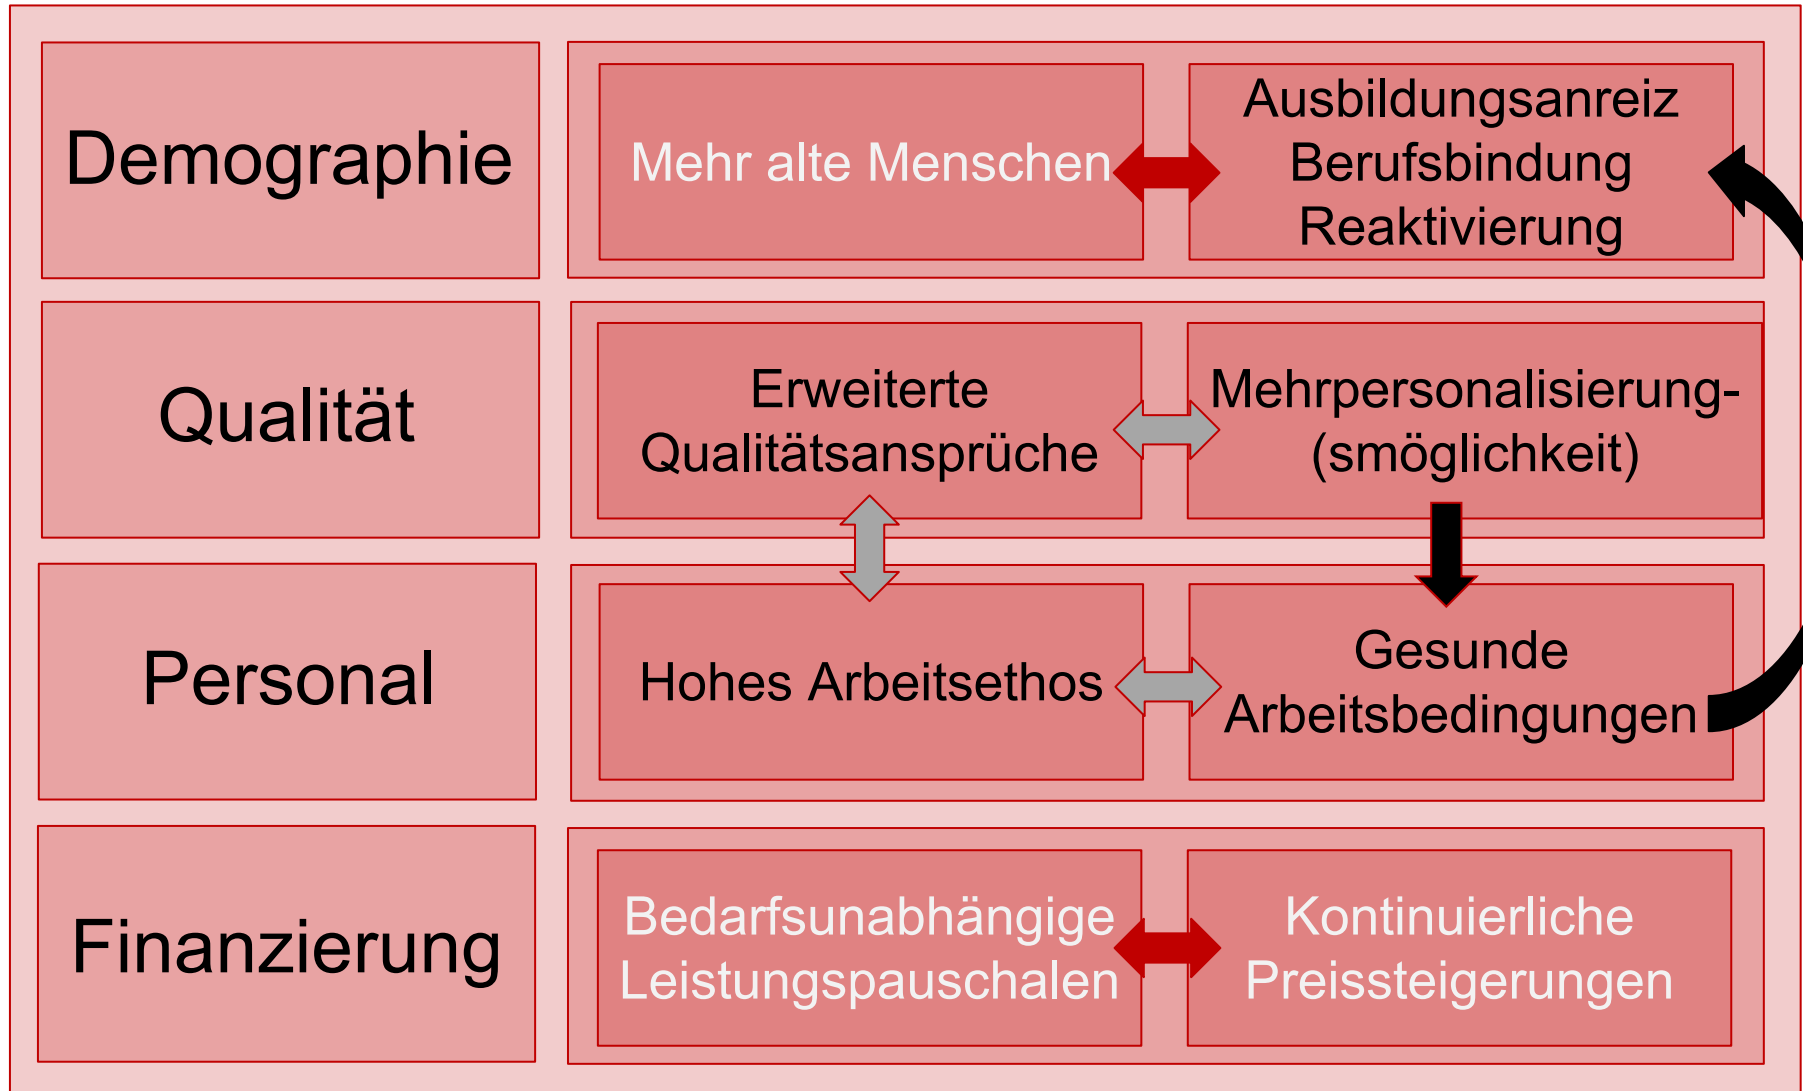 Demographie
Mehr alte Menschen
Ausbildungsanreiz
Berufsbindung
Reaktivierung
Qualität
Erweiterte
Qualitätsansprüche
Mehrpersonalisierung-
(smöglichkeit)
Personal
Hohes Arbeitsethos
Gesunde
Arbeitsbedingungen
Finanzierung
Bedarfsunabhängige
Leistungspauschalen
Kontinuierliche
Preissteigerungen